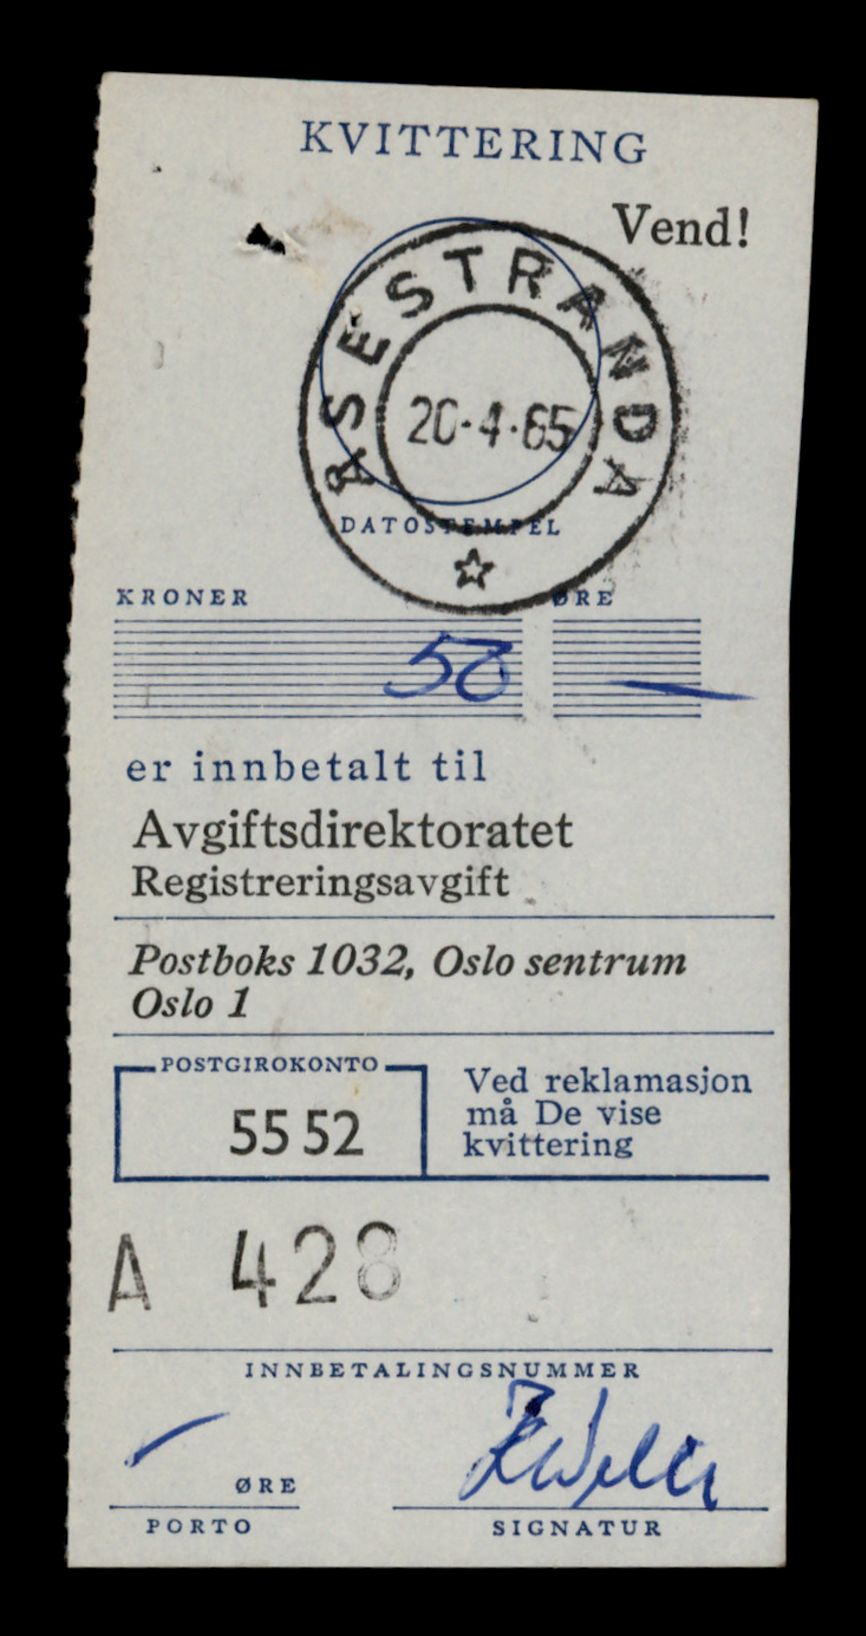 KVITTERING
Vend!
ÅSESTRANDA
20·4·65
DATOSTEMPEL
KRONER ØRE
50 —
er innbetalt til
Avgiftsdirektoratet
Registreringsavgift
Postboks 1032, Oslo sentrum
Oslo 1
POSTGIROKONTO
55 52
Ved reklamasjon
må De vise
kvittering
A 428
INNBETALINGSNUMMER
ØRE
PORTO
SIGNATUR